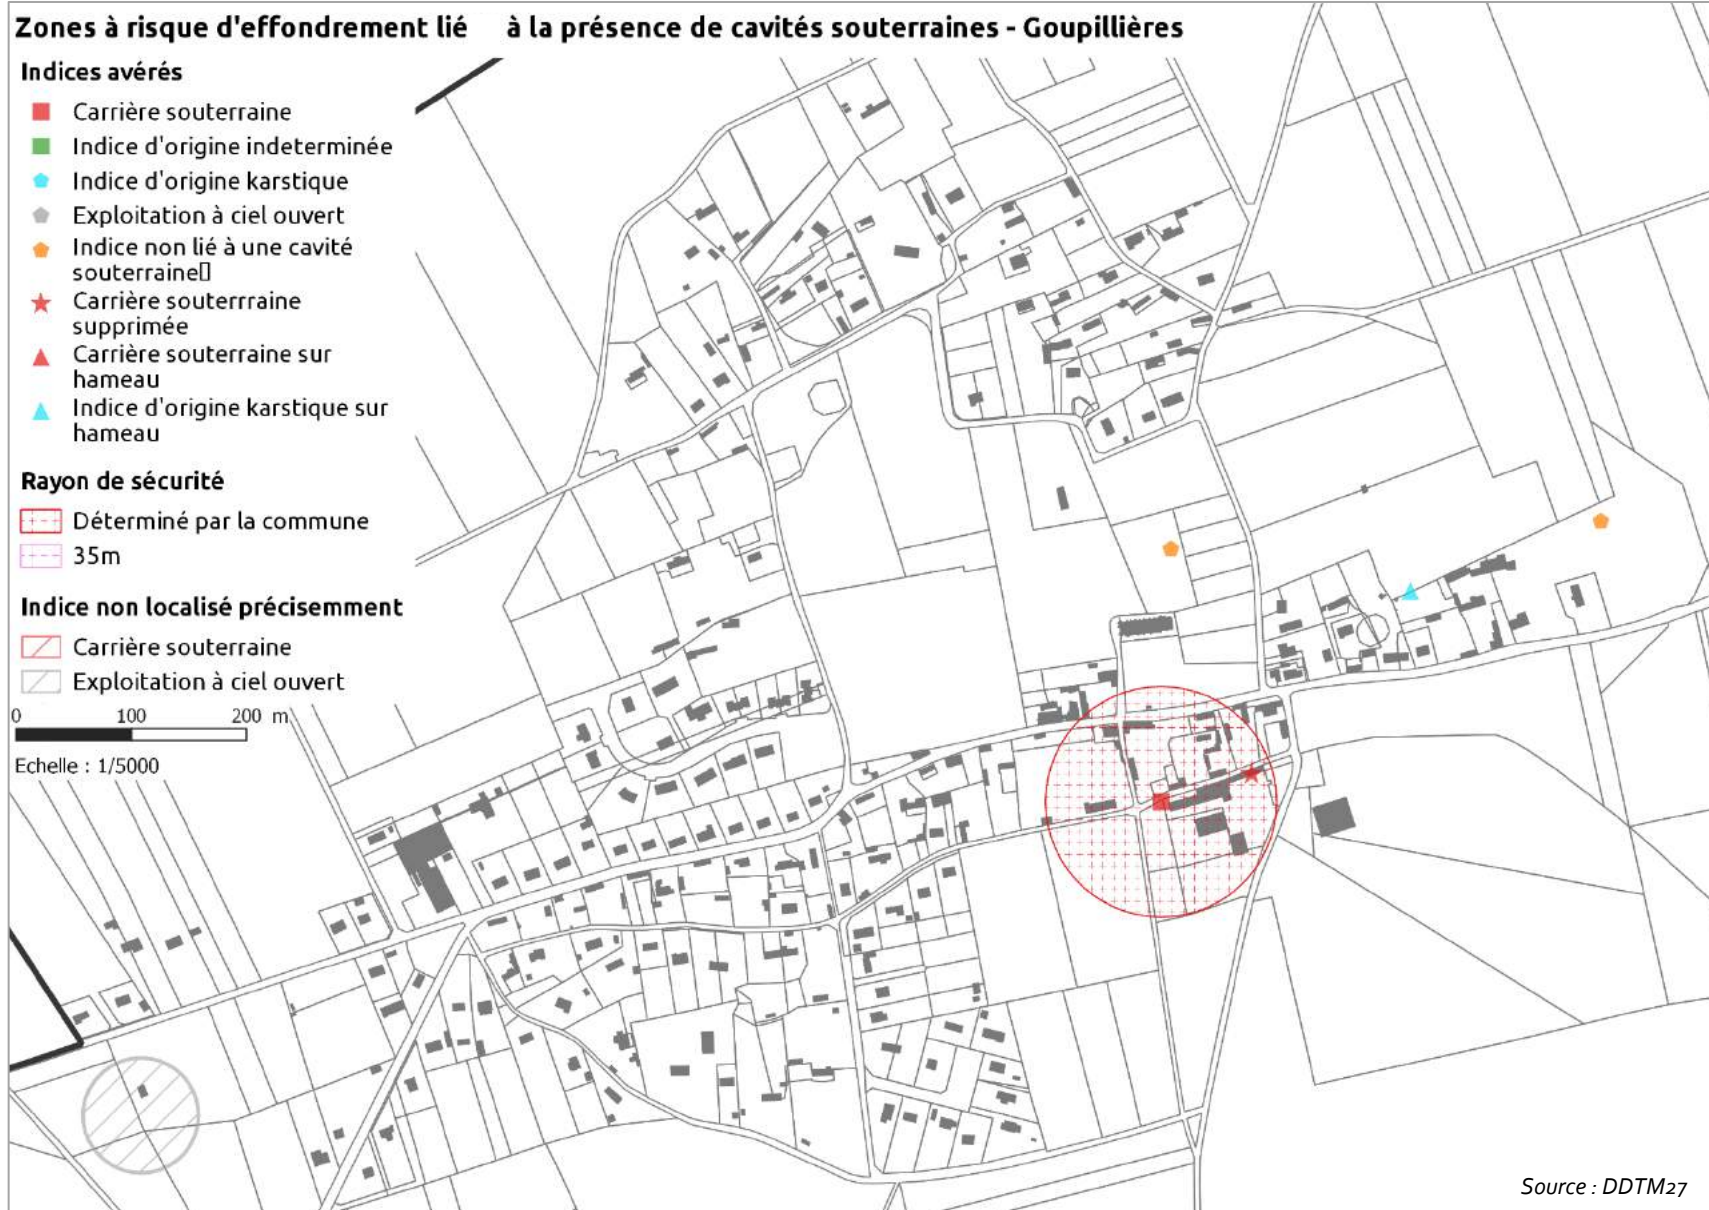 Zones à risque d'effondrement lié à la présence de cavités souterraines - Goupillières
Indices avérés
Carrière souterraine
Indice d'origine indeterminée
Indice d'origine karstique
Exploitation à ciel ouvert
Indice non lié à une cavité
souterraine▯
Carrière souterrraine
supprimée
Carrière souterraine sur
hameau
Indice d'origine karstique sur
hameau
Rayon de sécurité
Déterminé par la commune
35m
Indice non localisé précisemment
Carrière souterraine
Exploitation à ciel ouvert
0 100 200 m
Echelle : 1/5000
Source : DDTM27